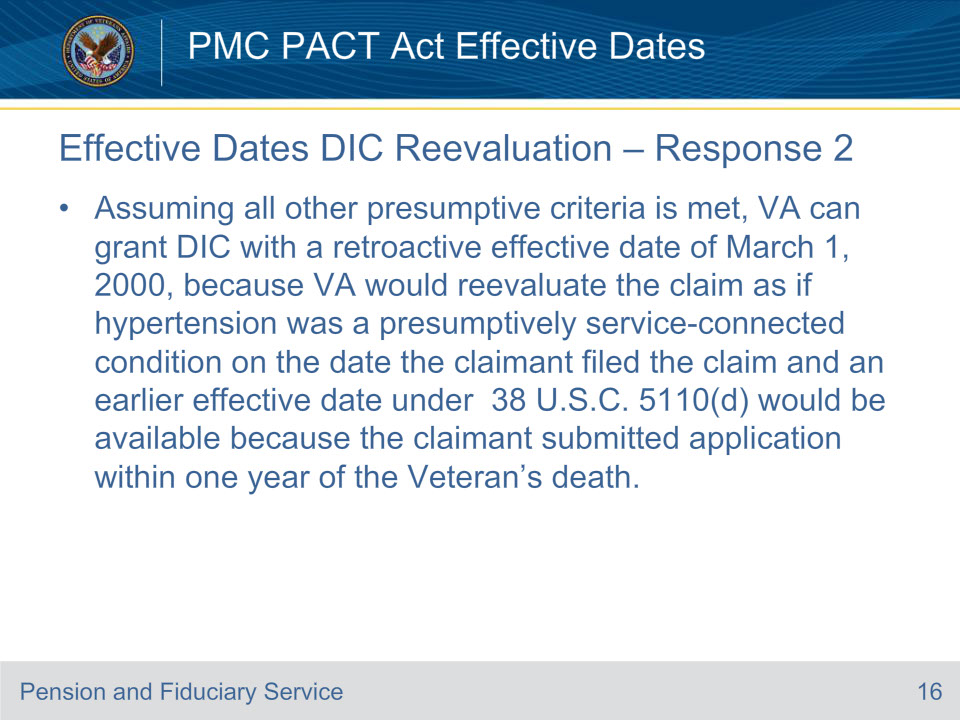 PMC PACT Act Effective Dates
Effective Dates DIC Reevaluation – Response 2
• Assuming all other presumptive criteria is met, VA can
grant DIC with a retroactive effective date of March 1,
2000, because VA would reevaluate the claim as if
hypertension was a presumptively service-connected
condition on the date the claimant filed the claim and an
earlier effective date under  38 U.S.C. 5110(d) would be
available because the claimant submitted application
within one year of the Veteran’s death.
Pension and Fiduciary Service
16